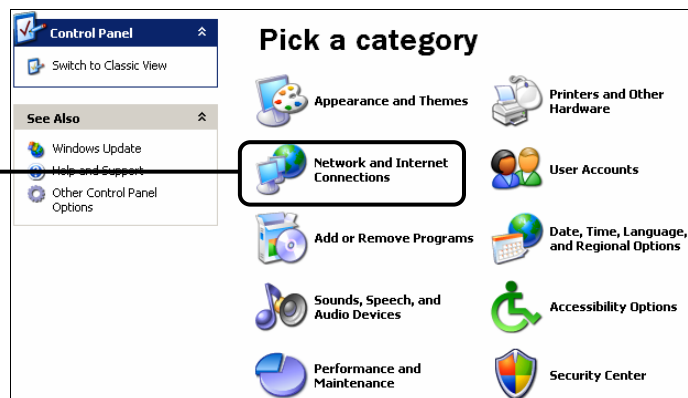 Control Panel
Switch to Classic View
See Also
Windows Update
Help and Support
Other Control Panel
Options
Pick a category
Appearance and Themes
Printers and Other
Hardware
Network and Internet
Connections
User Accounts
Add or Remove Programs
Date, Time, Language,
and Regional Options
Sounds, Speech, and
Audio Devices
Accessibility Options
Performance and
Maintenance
Security Center